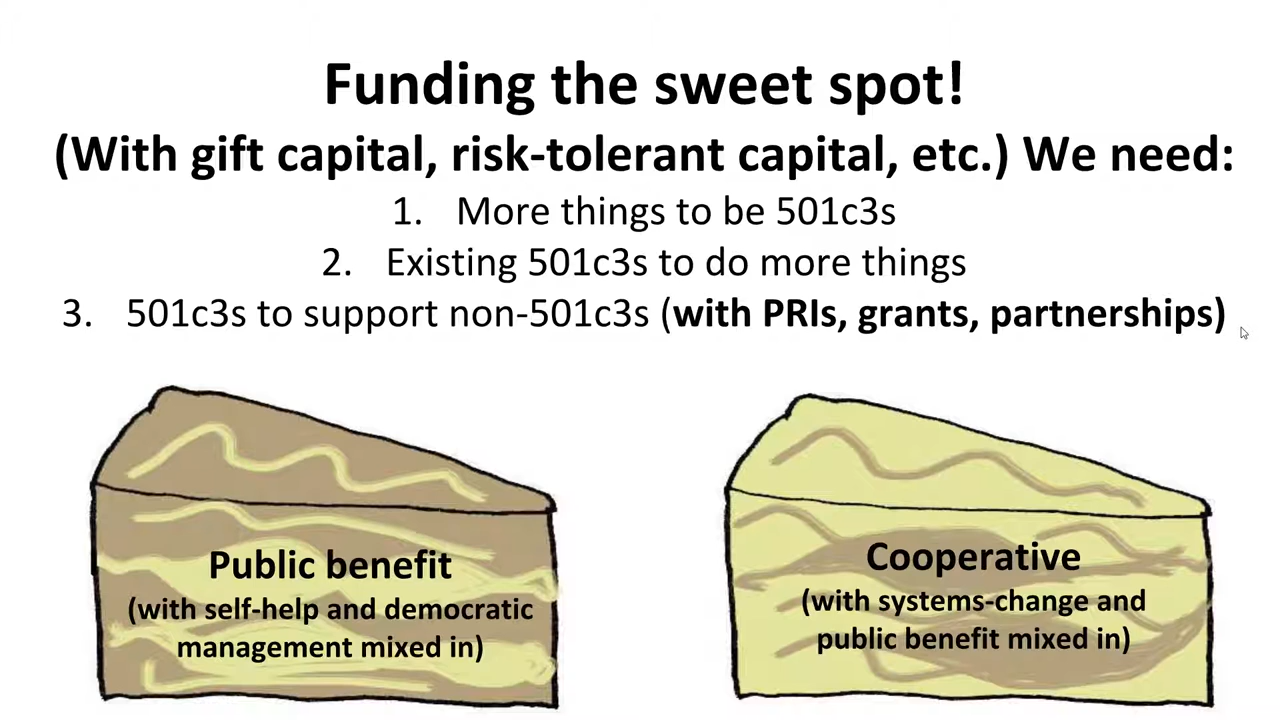 Funding the sweet spot!
(With gift capital, risk-tolerant capital, etc.) We need:
1. More things to be 501c3s
2. Existing 501c3s to do more things
3. 501c3s to support non-501c3s (with PRIs, grants, partnerships)
Public benefit
(with self-help and democratic
management mixed in)
Cooperative
(with systems-change and
public benefit mixed in)